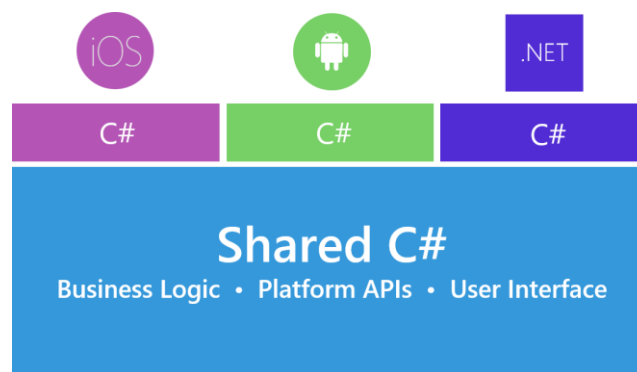 iOS
.NET
C#
C#
C#
Shared C#
Business Logic • Platform APIs • User Interface